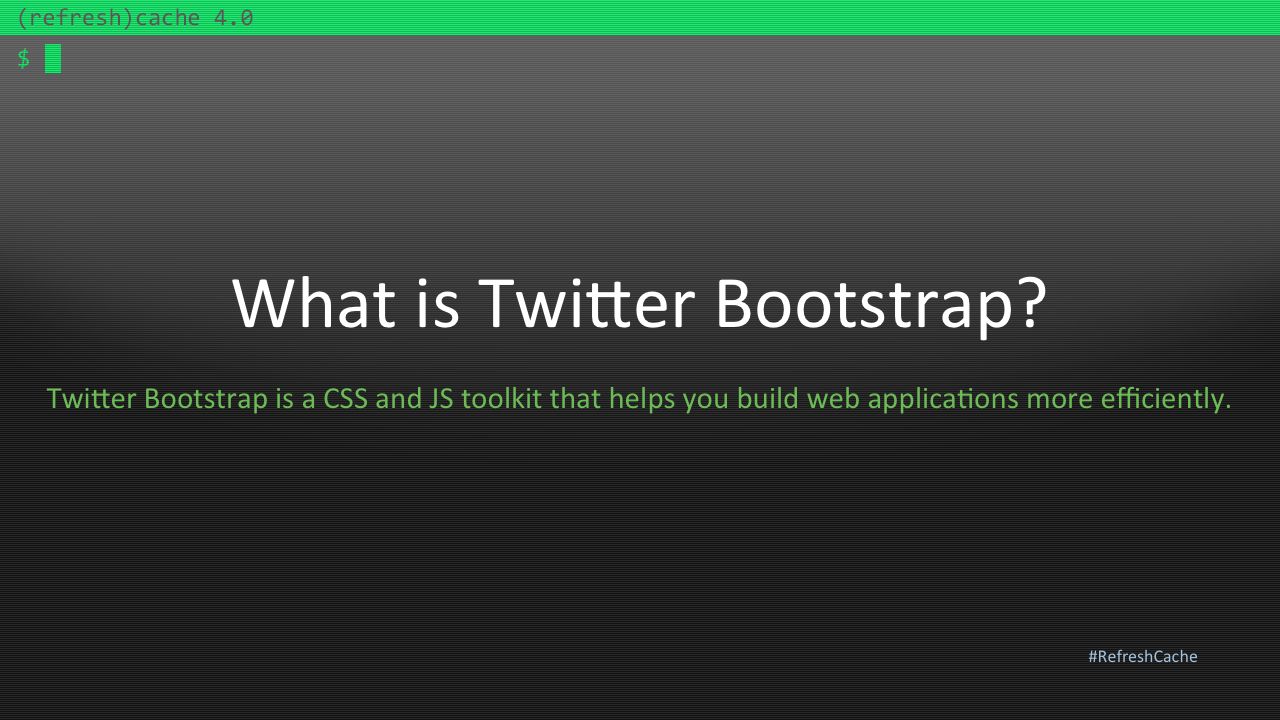 (refresh)cache 4.0
$
What is Twitter Bootstrap?
Twitter Bootstrap is a CSS and JS toolkit that helps you build web applications more efficiently.
#RefreshCache